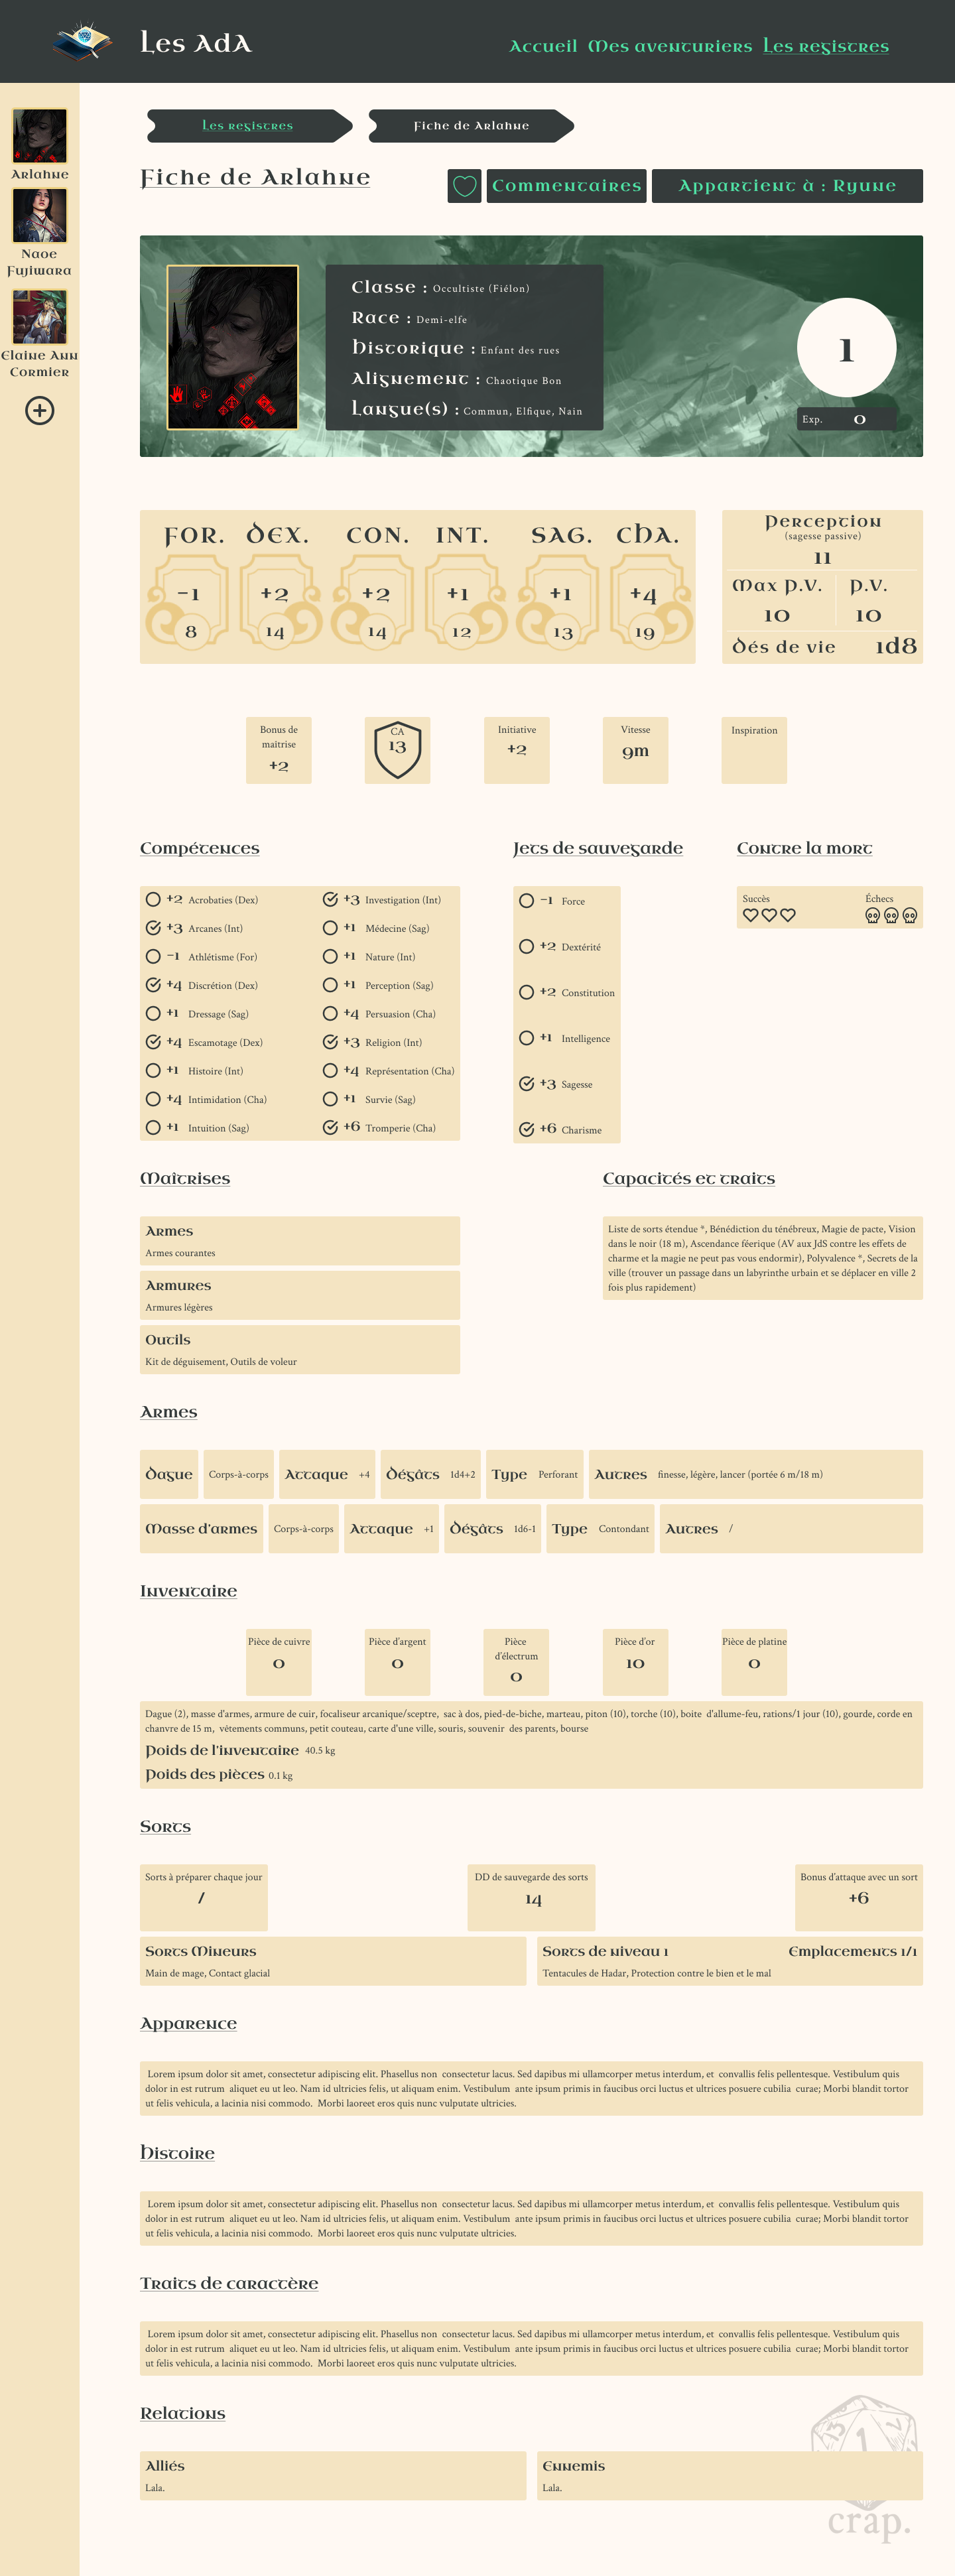 Les AdA
Accueil Mes aventuriers Les registres
Arlahne
Naoe
Fujiwara
Elaine Ann
Cormier
Les registres
Fiche de Arlahne
Fiche de Arlahne
Commentaires
Appartient à : Ryune
Classe : Occultiste (Fiélon)
Race : Demi-elfe
Historique : Enfant des rues
Alignement : Chaotique Bon
Langue(s) : Commun, Elfique, Nain
1
Exp. 0
FOR. DEX. CON. INT. SAG. CHA.
-1 +2 +2 +1 +1 +4
8 14 14 12 13 19
Perception
(sagesse passive)
11
Max P.V. P.V.
10 10
Dés de vie 1d8
Bonus de
maîtrise
+2
CA
13
Initiative
+2
Vitesse
9m
Inspiration
Compétences
+2 Acrobaties (Dex)
+3 Arcanes (Int)
-1 Athlétisme (For)
+4 Discrétion (Dex)
+1 Dressage (Sag)
+4 Escamotage (Dex)
+1 Histoire (Int)
+4 Intimidation (Cha)
+1 Intuition (Sag)
+3 Investigation (Int)
+1 Médecine (Sag)
+1 Nature (Int)
+1 Perception (Sag)
+4 Persuasion (Cha)
+3 Religion (Int)
+4 Représentation (Cha)
+1 Survie (Sag)
+6 Tromperie (Cha)
Jets de sauvegarde
-1 Force
+2 Dextérité
+2 Constitution
+1 Intelligence
+3 Sagesse
+6 Charisme
Contre la mort
Succès Échecs
Maîtrises
Armes
Armes courantes
Armures
Armures légères
Outils
Kit de déguisement, Outils de voleur
Capacités et traits
Liste de sorts étendue *, Bénédiction du ténébreux, Magie de pacte, Vision
dans le noir (18 m), Ascendance féerique (AV aux JdS contre les effets de
charme et la magie ne peut pas vous endormir), Polyvalence *, Secrets de la
ville (trouver un passage dans un labyrinthe urbain et se déplacer en ville 2
fois plus rapidement)
Armes
Dague Corps-à-corps Attaque +4 Dégâts 1d4+2 Type Perforant Autres finesse, légère, lancer (portée 6 m/18 m)
Masse d'armes Corps-à-corps Attaque +1 Dégâts 1d6-1 Type Contondant Autres /
Inventaire
Pièce de cuivre
0
Pièce d'argent
0
Pièce
d'électrum
0
Pièce d'or
10
Pièce de platine
0
Dague (2), masse d'armes, armure de cuir, focaliseur arcanique/sceptre, sac à dos, pied-de-biche, marteau, piton (10), torche (10), boite d'allume-feu, rations/1 jour (10), gourde, corde en
chanvre de 15 m, vêtements communs, petit couteau, carte d'une ville, souris, souvenir des parents, bourse
Poids de l'inventaire 40.5 kg
Poids des pièces 0.1 kg
Sorts
Sorts à préparer chaque jour
/
DD de sauvegarde des sorts
14
Bonus d'attaque avec un sort
+6
Sorts Mineurs
Main de mage, Contact glacial
Sorts de niveau 1 Emplacements 1/1
Tentacules de Hadar, Protection contre le bien et le mal
Apparence
Lorem ipsum dolor sit amet, consectetur adipiscing elit. Phasellus non consectetur lacus. Sed dapibus mi ullamcorper metus interdum, et convallis felis pellentesque. Vestibulum quis
dolor in est rutrum aliquet eu ut leo. Nam id ultricies felis, ut aliquam enim. Vestibulum ante ipsum primis in faucibus orci luctus et ultrices posuere cubilia curae; Morbi blandit tortor
ut felis vehicula, a lacinia nisi commodo. Morbi laoreet eros quis nunc vulputate ultricies.
Histoire
Lorem ipsum dolor sit amet, consectetur adipiscing elit. Phasellus non consectetur lacus. Sed dapibus mi ullamcorper metus interdum, et convallis felis pellentesque. Vestibulum quis
dolor in est rutrum aliquet eu ut leo. Nam id ultricies felis, ut aliquam enim. Vestibulum ante ipsum primis in faucibus orci luctus et ultrices posuere cubilia curae; Morbi blandit tortor
ut felis vehicula, a lacinia nisi commodo. Morbi laoreet eros quis nunc vulputate ultricies.
Traits de caractère
Lorem ipsum dolor sit amet, consectetur adipiscing elit. Phasellus non consectetur lacus. Sed dapibus mi ullamcorper metus interdum, et convallis felis pellentesque. Vestibulum quis
dolor in est rutrum aliquet eu ut leo. Nam id ultricies felis, ut aliquam enim. Vestibulum ante ipsum primis in faucibus orci luctus et ultrices posuere cubilia curae; Morbi blandit tortor
ut felis vehicula, a lacinia nisi commodo. Morbi laoreet eros quis nunc vulputate ultricies.
Relations
Alliés
Lala.
Ennemis
Lala.
crap.